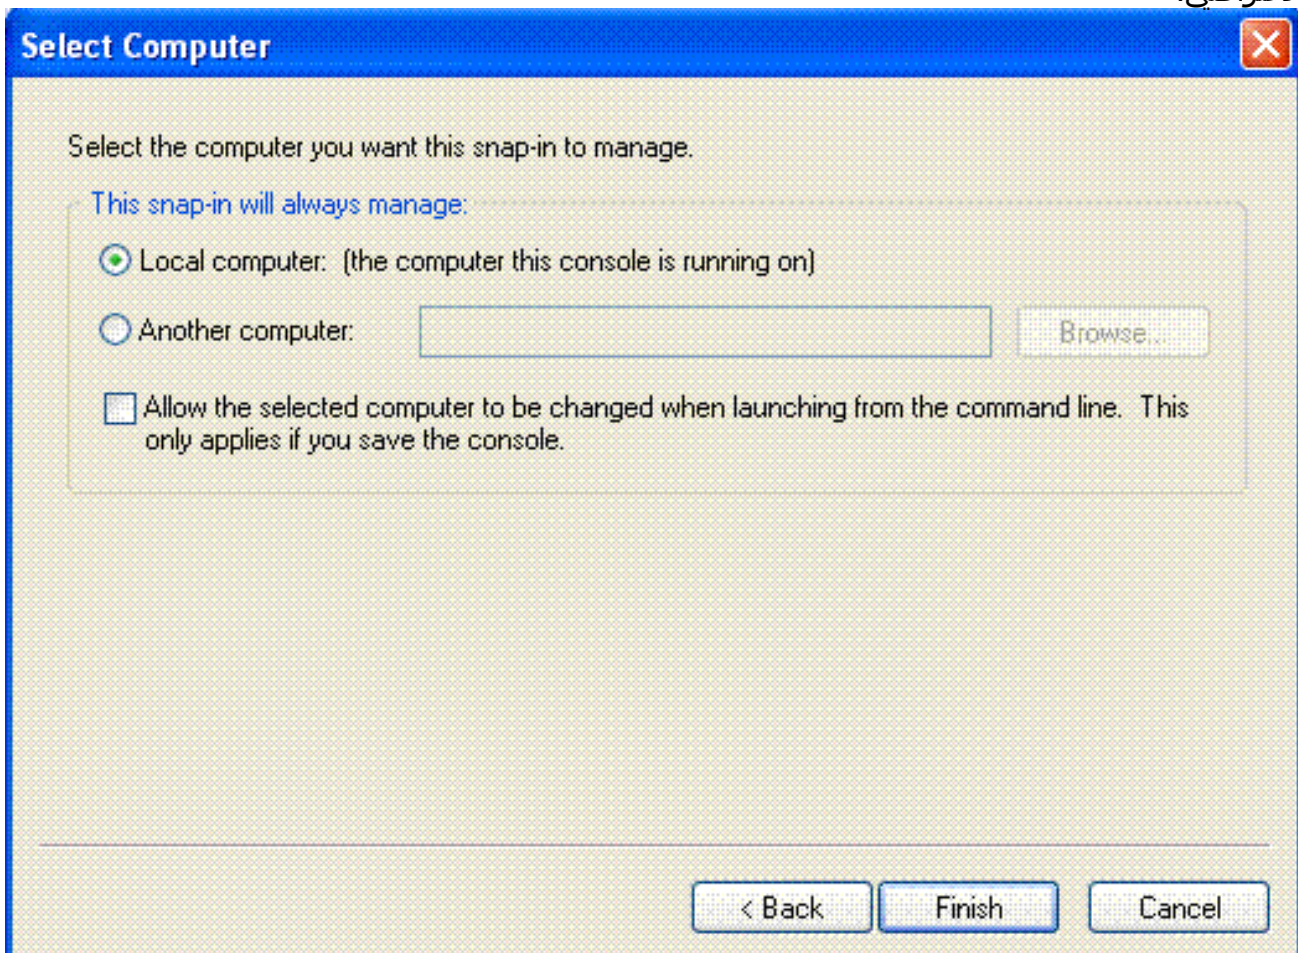 Select Computer
Select the computer you want this snap-in to manage.
This snap-in will always manage:
Local computer: (the computer this console is running on)
Another computer:
Browse...
Allow the selected computer to be changed when launching from the command line. This
only applies if you save the console.
< Back
Finish
Cancel